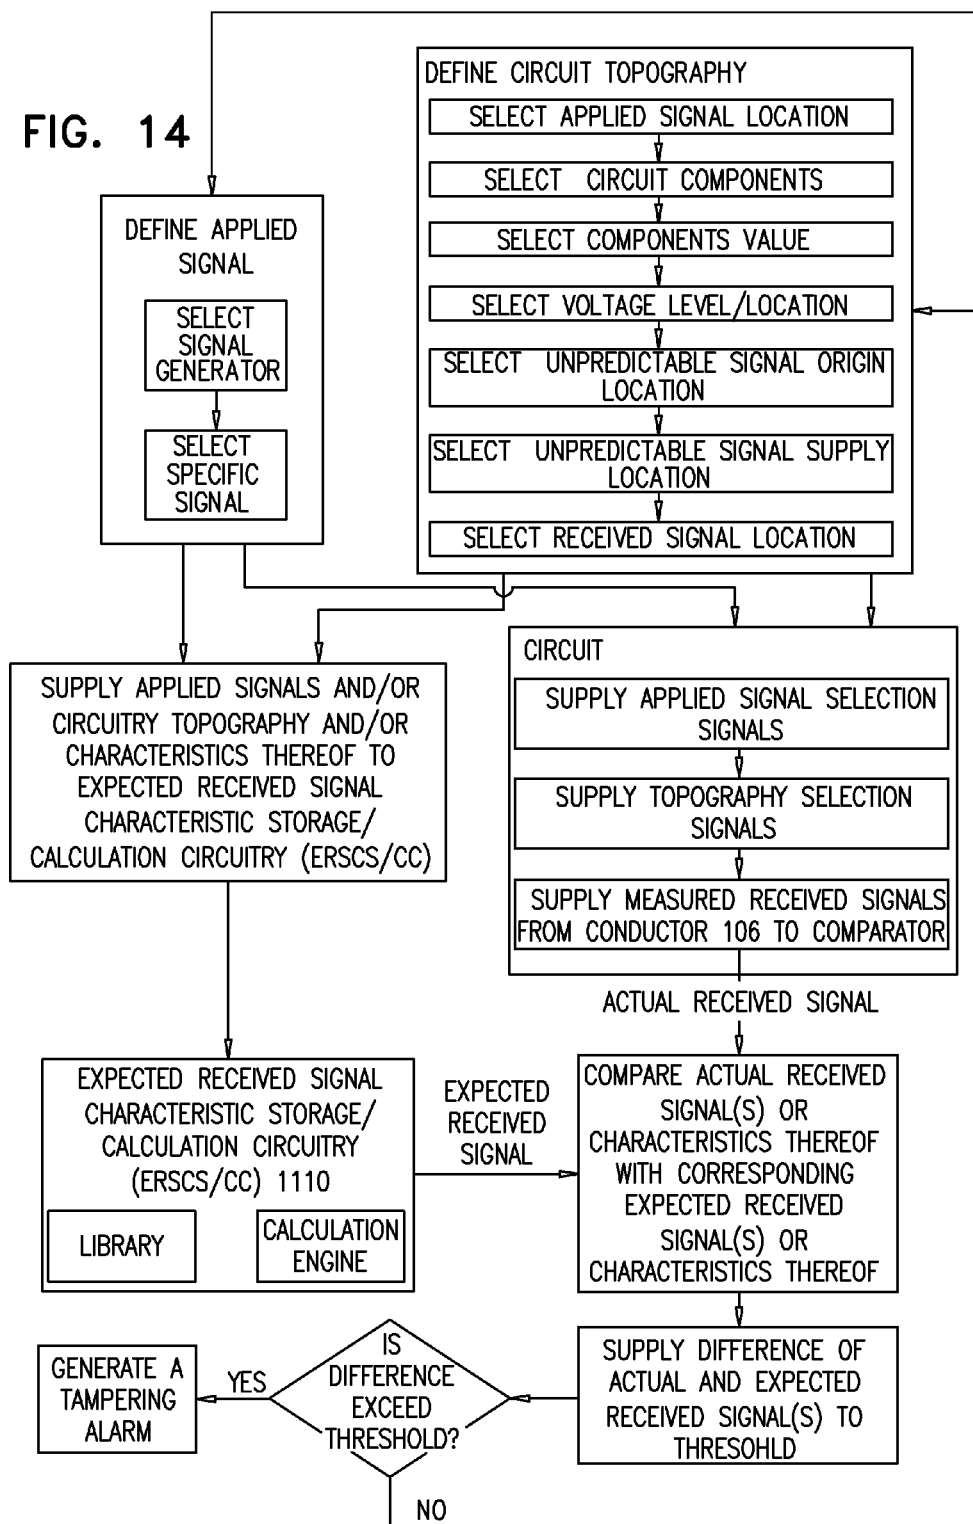 FIG. 14
DEFINE APPLIED
SIGNAL
SELECT
SIGNAL
GENERATOR
SELECT
SPECIFIC
SIGNAL
DEFINE CIRCUIT TOPOGRAPHY
SELECT APPLIED SIGNAL LOCATION
SELECT CIRCUIT COMPONENTS
SELECT COMPONENTS VALUE
SELECT VOLTAGE LEVEL/LOCATION
SELECT UNPREDICTABLE SIGNAL ORIGIN
LOCATION
SELECT UNPREDICTABLE SIGNAL SUPPLY
LOCATION
SELECT RECEIVED SIGNAL LOCATION
SUPPLY APPLIED SIGNALS AND/OR
CIRCUITRY TOPOGRAPHY AND/OR
CHARACTERISTICS THEREOF TO
EXPECTED RECEIVED SIGNAL
CHARACTERISTIC STORAGE/
CALCULATION CIRCUITRY (ERSCS/CC)
CIRCUIT
SUPPLY APPLIED SIGNAL SELECTION
SIGNALS
SUPPLY TOPOGRAPHY SELECTION
SIGNALS
SUPPLY MEASURED RECEIVED SIGNALS
FROM CONDUCTOR 106 TO COMPARATOR
ACTUAL RECEIVED SIGNAL
EXPECTED RECEIVED SIGNAL
CHARACTERISTIC STORAGE/
CALCULATION CIRCUITRY
(ERSCS/CC) 1110
LIBRARY
CALCULATION
ENGINE
EXPECTED
RECEIVED
SIGNAL
COMPARE ACTUAL RECEIVED
SIGNAL(S) OR
CHARACTERISTICS THEREOF
WITH CORRESPONDING
EXPECTED RECEIVED
SIGNAL(S) OR
CHARACTERISTICS THEREOF
SUPPLY DIFFERENCE OF
ACTUAL AND EXPECTED
RECEIVED SIGNAL(S) TO
THRESOHLD
IS
DIFFERENCE
EXCEED
THRESHOLD?
YES
GENERATE A
TAMPERING
ALARM
NO